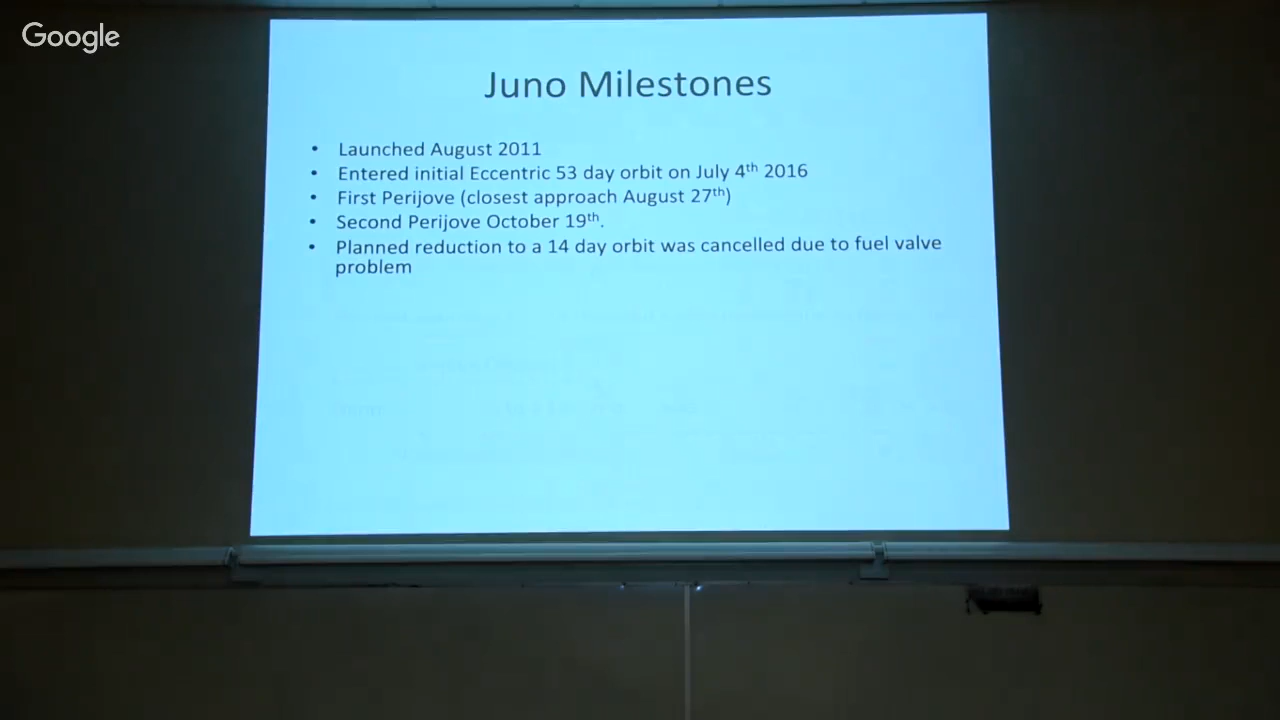 Google
Juno Milestones
• Launched August 2011
• Entered initial Eccentric 53 day orbit on July 4th 2016
• First Perijove (closest approach August 27th)
• Second Perijove October 19th.
• Planned reduction to a 14 day orbit was cancelled due to fuel valve
problem